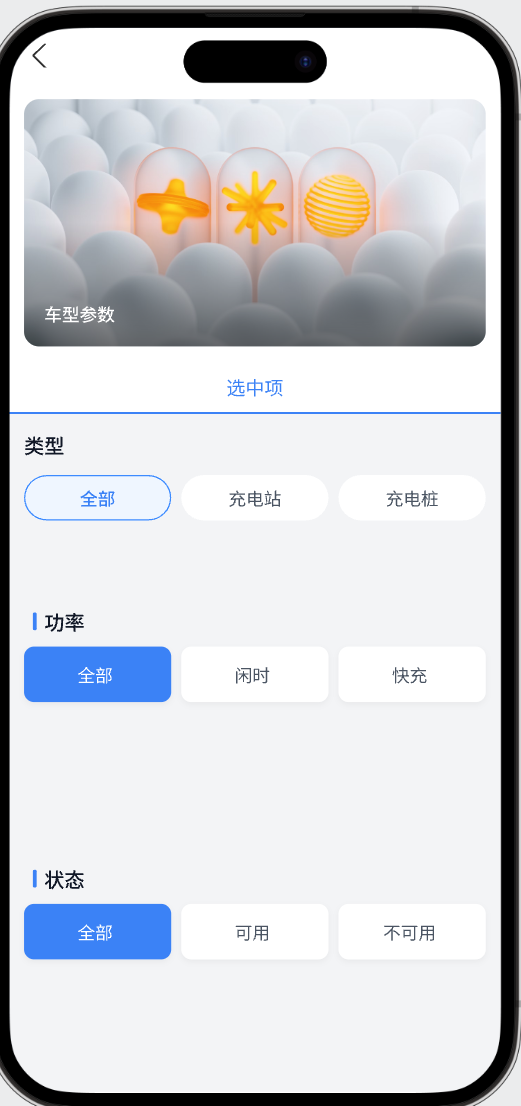 车型参数
选中项
类型
全部 充电站 充电桩
功率
全部 闲时 快充
状态
全部 可用 不可用